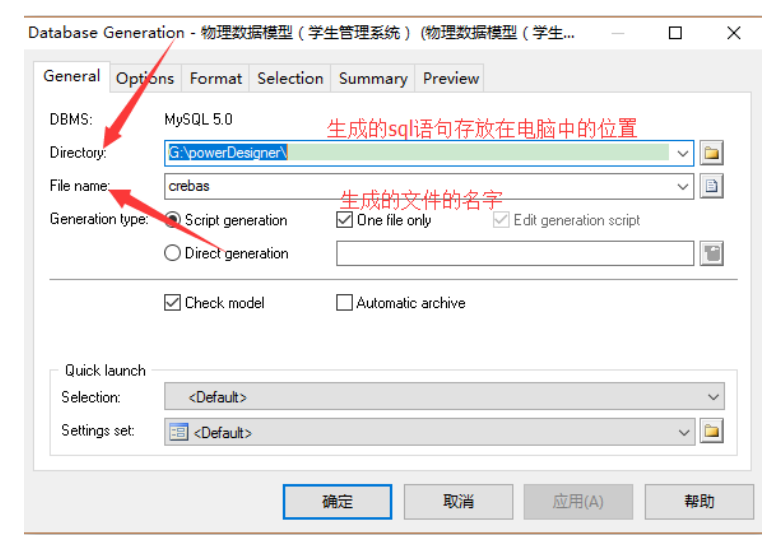 Database Generation - 物理数据模型（学生管理系统） (物理数据模型（学生...
General Options Format Selection Summary Preview
DBMS: MySQL 5.0
生成的sql语句存放在电脑中的位置
Directory: G:\powerDesigner\
File name: crebas
生成的文件的名字
Generation type: Script generation One file only Edit generation script
Direct generation
Check model Automatic archive
Quick launch
Selection: <Default>
Settings set: <Default>
确定 取消 应用(A) 帮助